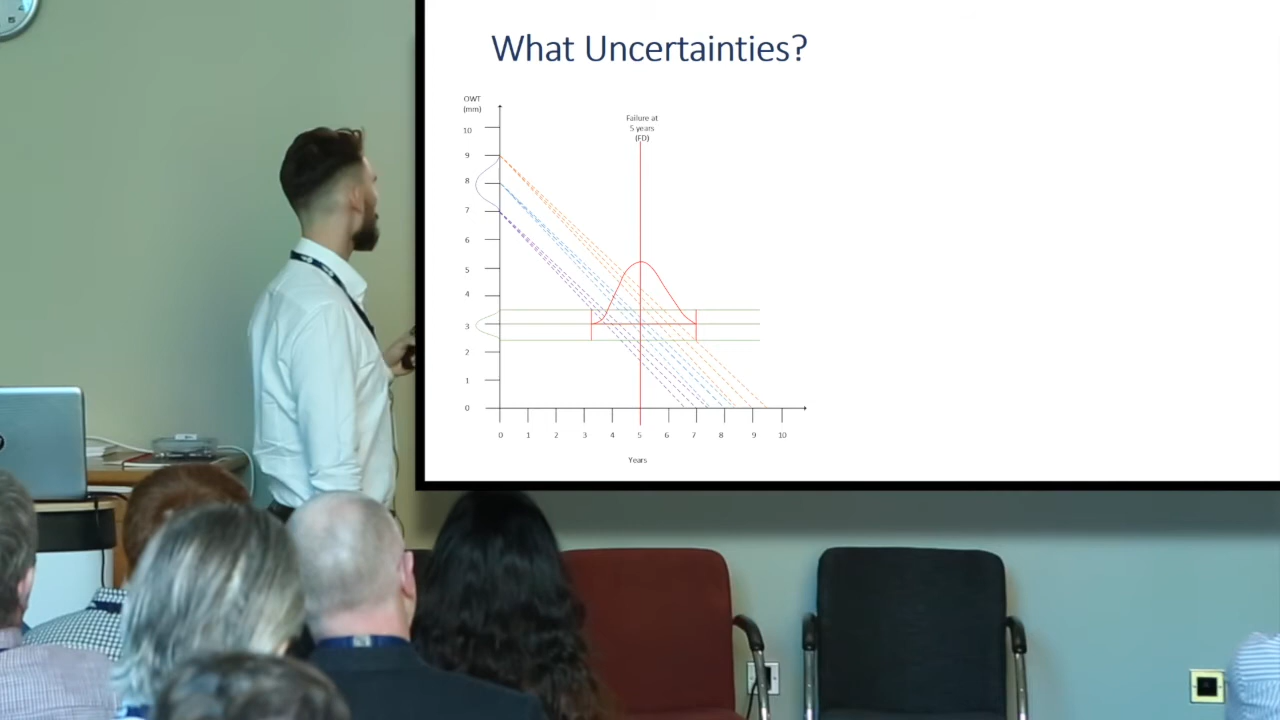 What Uncertainties?
OWT
(mm)
Failure at
5 years
(FD)
10
9
8
7
6
5
4
3
2
1
0
0 1 2 3 4 5 6 7 8 9 10
Years